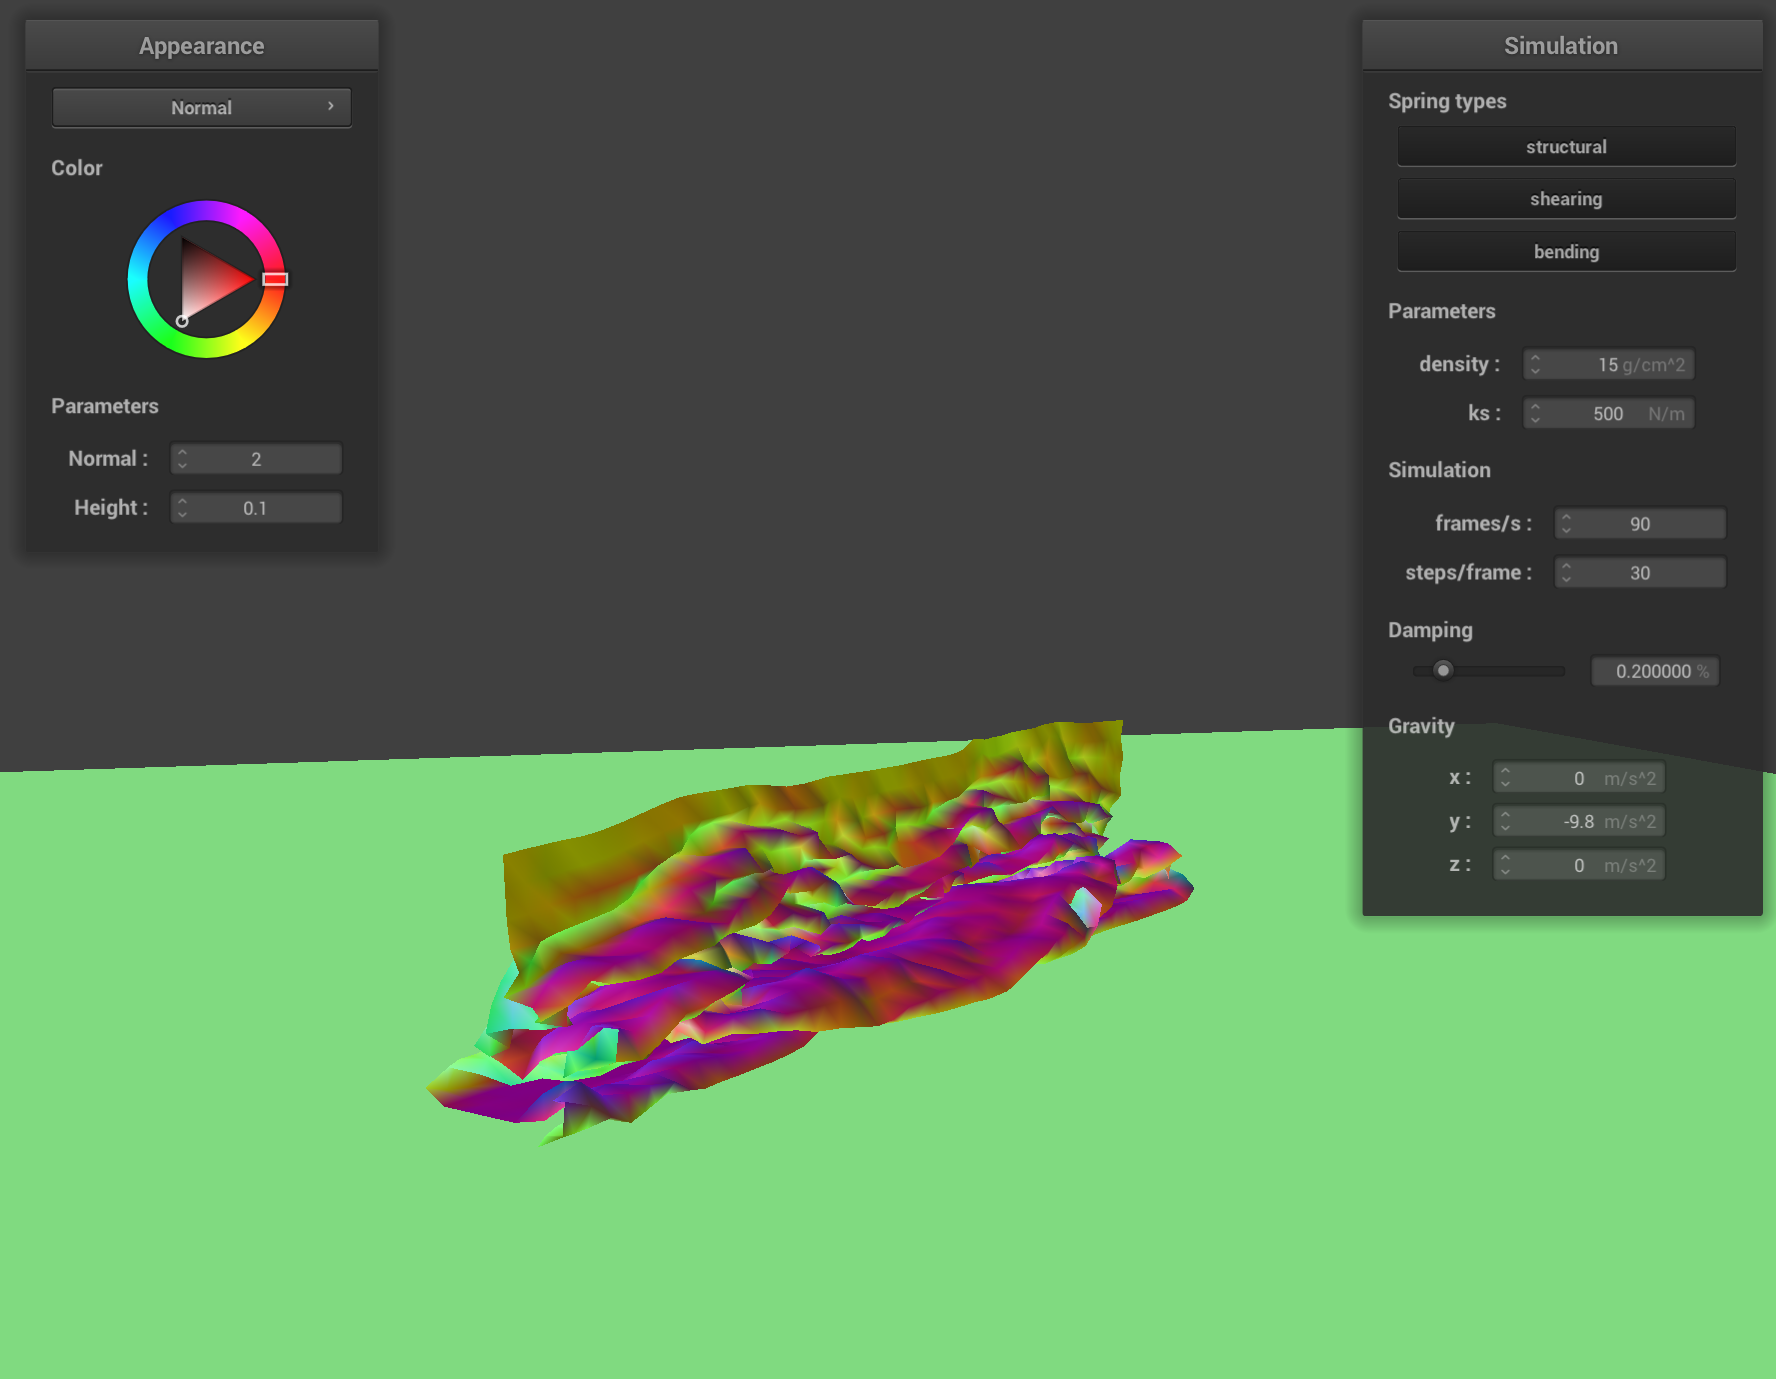 Appearance
Normal
Color
Parameters
Normal : 2
Height : 0.1
Simulation
Spring types
structural
shearing
bending
Parameters
density : 15 g/cm^2
ks : 500 N/m
Simulation
frames/s : 90
steps/frame : 30
Damping
0.200000 %
Gravity
x : 0 m/s^2
y : -9.8 m/s^2
z : 0 m/s^2